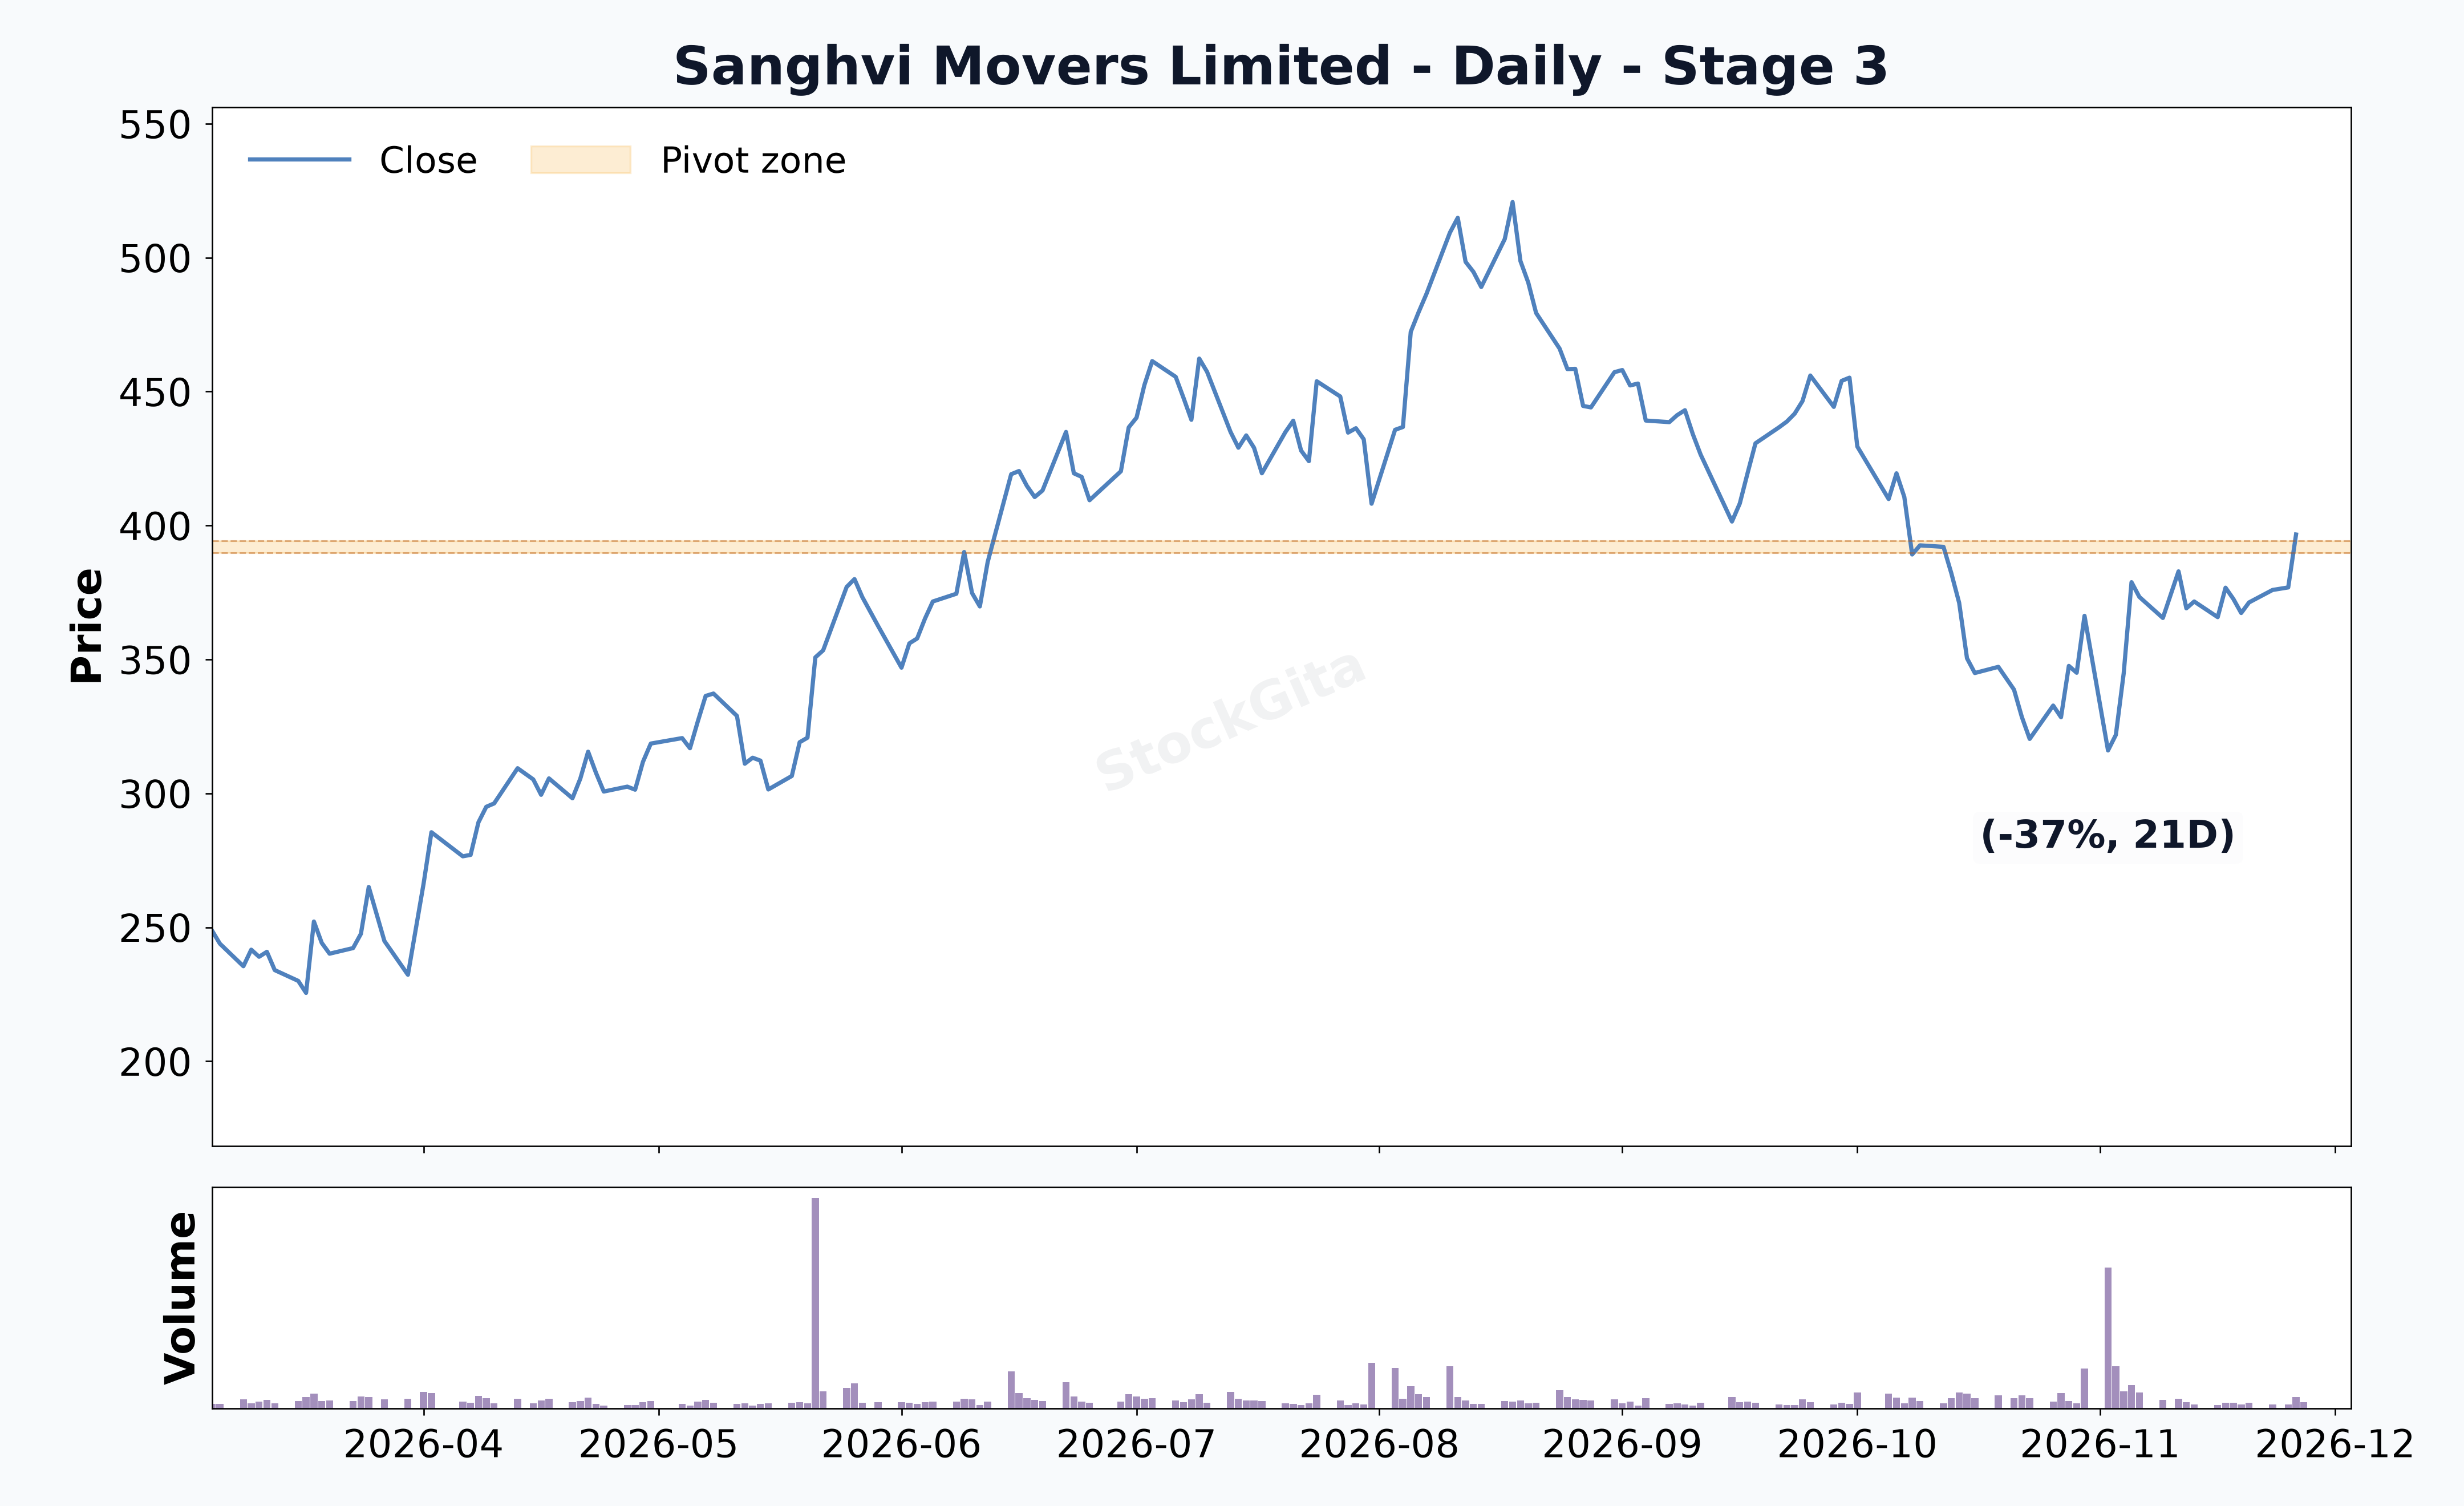 Sanghvi Movers Limited - Daily - Stage 3
Close
Pivot zone
550
500
450
400
350
300
250
200
Price
StockGita
(-37%, 21D)
Volume
2026-04
2026-05
2026-06
2026-07
2026-08
2026-09
2026-10
2026-11
2026-12